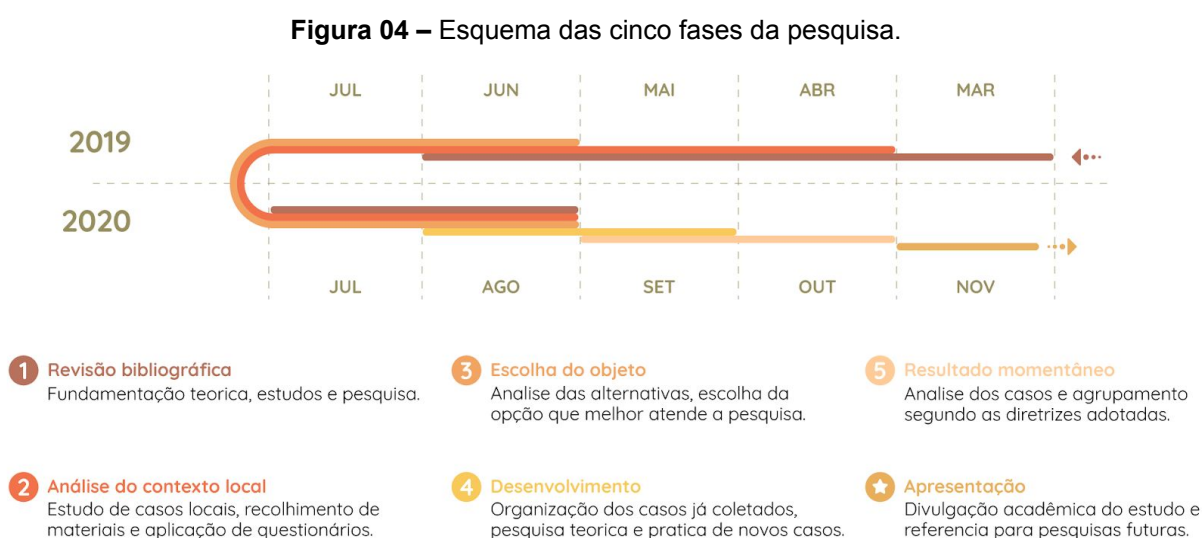 Figura 04 – Esquema das cinco fases da pesquisa.
JUL JUN MAI ABR MAR
2019
2020
JUL AGO SET OUT NOV
1 Revisão bibliográfica
Fundamentação teorica, estudos e pesquisa.
3 Escolha do objeto
Analise das alternativas, escolha da
opção que melhor atende a pesquisa.
5 Resultado momentâneo
Analise dos casos e agrupamento
segundo as diretrizes adotadas.
2 Análise do contexto local
Estudo de casos locais, recolhimento de
materiais e aplicação de questionários.
4 Desenvolvimento
Organização dos casos já coletados,
pesquisa teorica e pratica de novos casos.
Apresentação
Divulgação acadêmica do estudo e
referencia para pesquisas futuras.